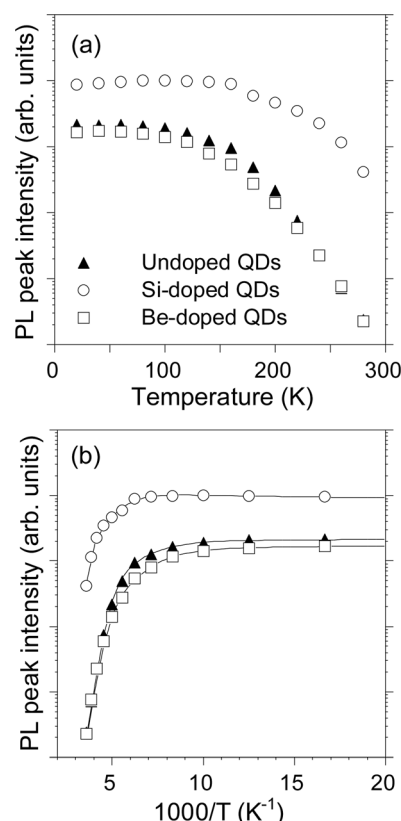 (a)
PL peak intensity (arb. units)
Undoped QDs
Si-doped QDs
Be-doped QDs
0 100 200 300
Temperature (K)
(b)
PL peak intensity (arb. units)
5 10 15 20
1000/T (K⁻¹)